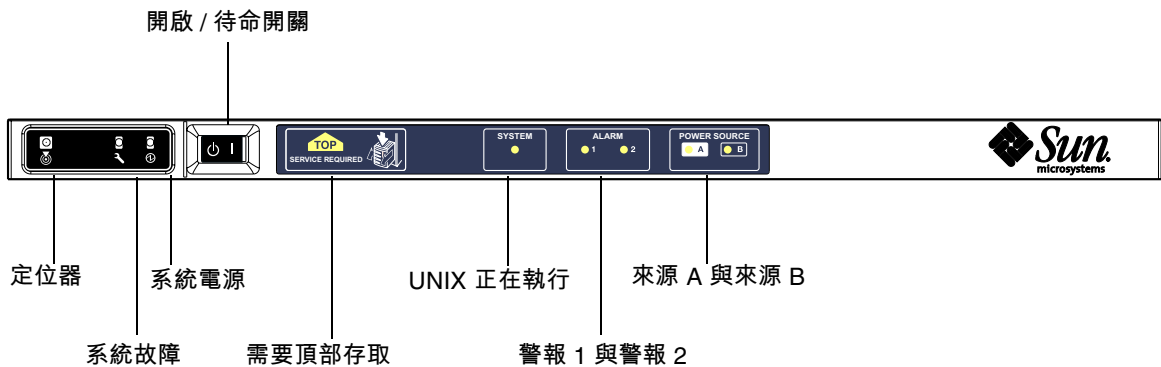 開啟 / 待命開關
TOP
SERVICE REQUIRED
SYSTEM
ALARM
1
2
POWER SOURCE
A
B
Sun.
microsystems
定位器
系統電源
UNIX 正在執行
來源 A 與來源 B
系統故障
需要頂部存取
警報 1 與警報 2